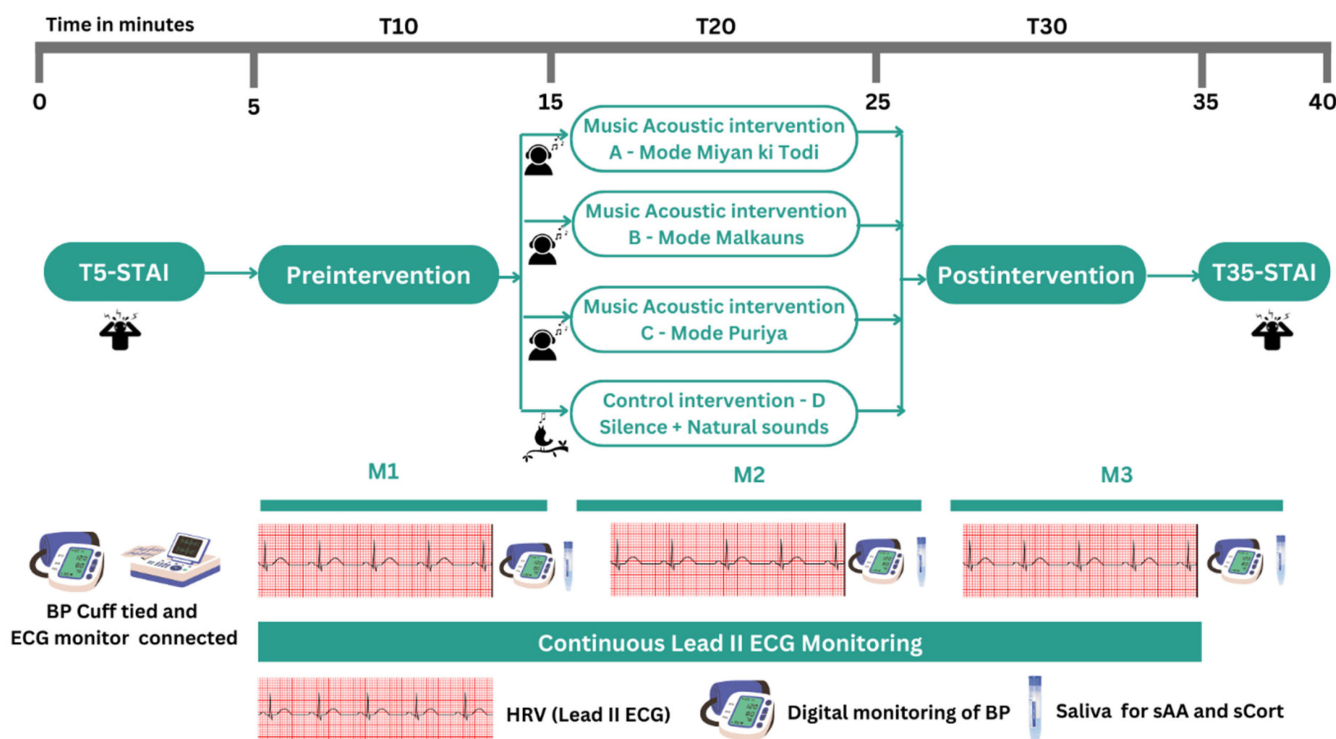 Time in minutes
T10
T20
T30
0
5
15
25
35
40
Music Acoustic intervention
A - Mode Miyan ki Todi
Music Acoustic intervention
B - Mode Malkauns
T5-STAI
Preintervention
Postintervention
T35-STAI
Music Acoustic intervention
C - Mode Puriya
Control intervention - D
Silence + Natural sounds
M1
M2
M3
BP Cuff tied and
ECG monitor connected
Continuous Lead II ECG Monitoring
HRV (Lead II ECG)
Digital monitoring of BP
Saliva for sAA and sCort